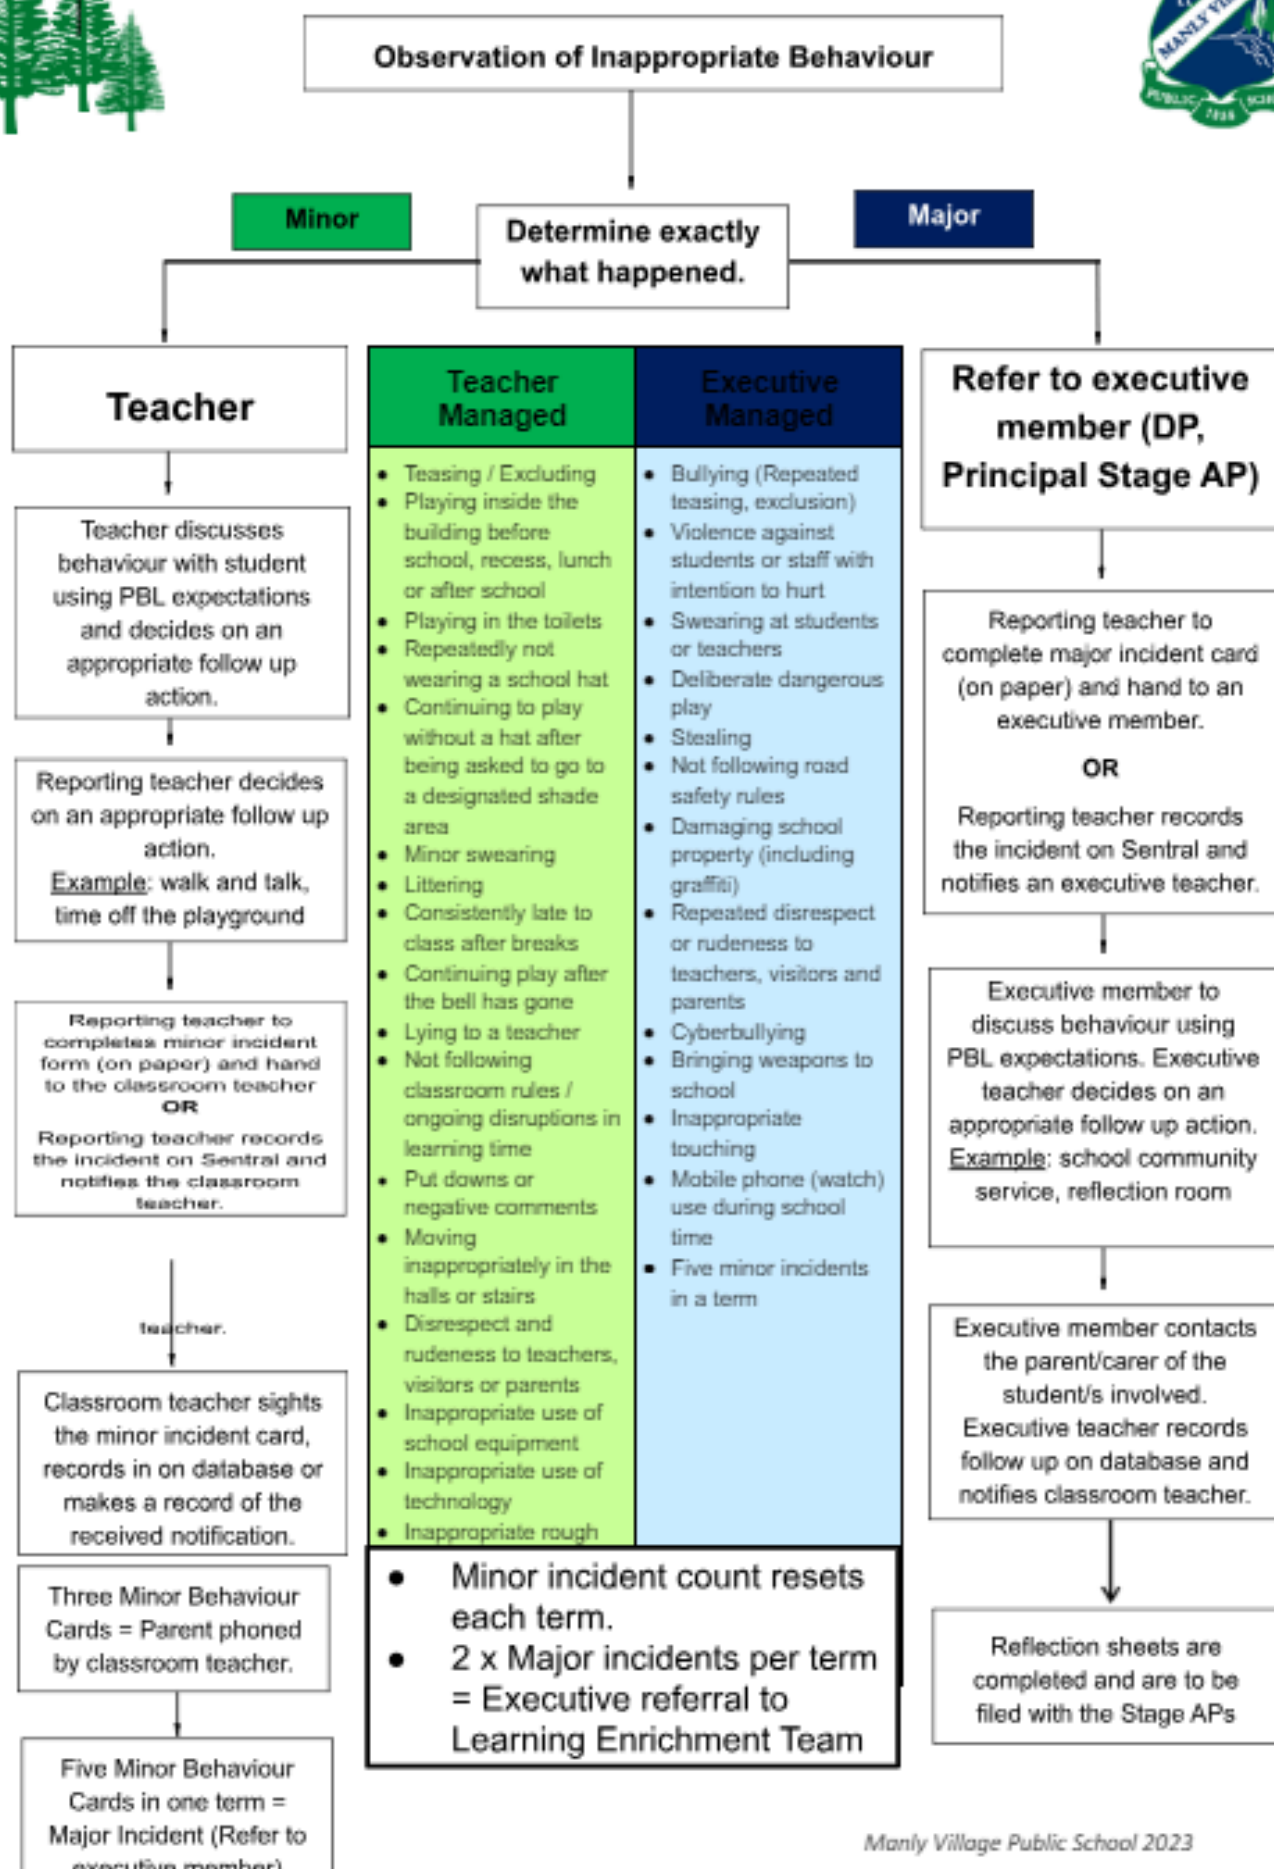 MANLY VI
PUBLIC
1858
Observation of Inappropriate Behaviour
Minor
Determine exactly
what happened.
Major
Teacher
Teacher discusses
behaviour with student
using PBL expectations
and decides on an
appropriate follow up
action.
Reporting teacher decides
on an appropriate follow up
action.
Example: walk and talk,
time off the playground
Reporting teacher to
completes minor incident
form (on paper) and hand
to the classroom teacher
OR
Reporting teacher records
the incident on Sentral and
notifies the classroom
teacher.
teacher.
Classroom teacher sights
the minor incident card,
records in on database or
makes a record of the
received notification.
Three Minor Behaviour
Cards = Parent phoned
by classroom teacher.
Five Minor Behaviour
Cards in one term =
Major Incident (Refer to
executive member)
Teacher
Managed
• Teasing / Excluding
• Playing inside the
building before
school, recess, lunch
or after school
• Playing in the toilets
• Repeatedly not
wearing a school hat
• Continuing to play
without a hat after
being asked to go to
a designated shade
area
• Minor swearing
• Littering
• Consistently late to
class after breaks
• Continuing play after
the bell has gone
• Lying to a teacher
• Not following
classroom rules /
ongoing disruptions in
learning time
• Put downs or
negative comments
• Moving
inappropriately in the
halls or stairs
• Disrespect and
rudeness to teachers,
visitors or parents
• Inappropriate use of
school equipment
• Inappropriate use of
technology
• Inappropriate rough
Executive
Managed
• Bullying (Repeated
teasing, exclusion)
• Violence against
students or staff with
intention to hurt
• Swearing at students
or teachers
• Deliberate dangerous
play
• Stealing
• Not following road
safety rules
• Damaging school
property (including
graffiti)
• Repeated disrespect
or rudeness to
teachers, visitors and
parents
• Cyberbullying
• Bringing weapons to
school
• Inappropriate
touching
• Mobile phone (watch)
use during school
time
• Five minor incidents
in a term
• Minor incident count resets
each term.
• 2 x Major incidents per term
= Executive referral to
Learning Enrichment Team
Refer to executive
member (DP,
Principal Stage AP)
Reporting teacher to
complete major incident card
(on paper) and hand to an
executive member.
OR
Reporting teacher records
the incident on Sentral and
notifies an executive teacher.
Executive member to
discuss behaviour using
PBL expectations. Executive
teacher decides on an
appropriate follow up action.
Example: school community
service, reflection room
Executive member contacts
the parent/carer of the
student/s involved.
Executive teacher records
follow up on database and
notifies classroom teacher.
Reflection sheets are
completed and are to be
filed with the Stage APs
Manly Village Public School 2023